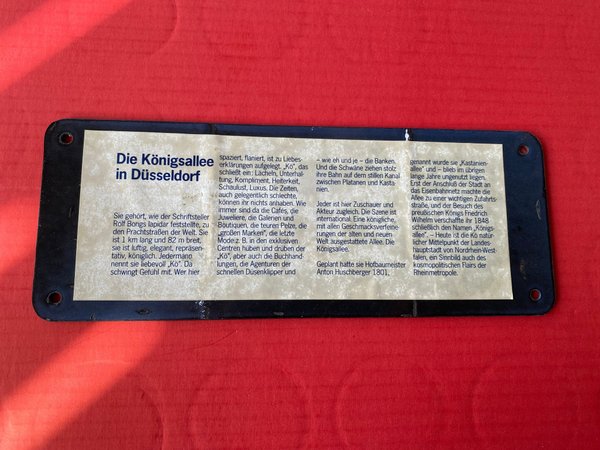 Die Königsallee
in Düsseldorf
Sie gehört, wie der Schriftsteller
Rolf Bongs lapidar feststellte, zu
den Prachtstraßen der Welt. Sie
ist 1 km lang und 82 m breit,
sie ist luftig, elegant, repräsen-
tativ, königlich. Jedermann
nennt sie liebevoll „Kö“. Da
schwingt Gefühl mit. Wer hier
spaziert, flaniert, ist zu Liebes-
erklärungen aufgelegt. „Kö“, das
schließt ein: Lächeln, Unterhal-
tung, Kompliment, Heiterkeit,
Schaulust, Luxus. Die Zeiten,
auch gelegentlich schlechte,
können ihr nichts anhaben. Wie
immer sind da die Cafés, die
Juweliere, die Galerien und
Boutiquen, die teuren Pelze, die
„großen Marken“, die letzte
Mode z. B. in den exclusiven
Centren hüben und drüben der
„Kö“, aber auch die Buchhand-
lungen, die Agenturen der
schnellen Düsenklipper und
– wie eh und je – die Banken.
Und die Schwäne ziehen stolz
ihre Bahn auf dem stillen Kanal
zwischen Platanen und Kasta-
nien.
Jeder ist hier Zuschauer und
Akteur zugleich. Die Szene ist
international. Eine königliche,
mit allen Geschmacksverfeine-
rungen der alten und neuen
Welt ausgestattete Allee. Die
Königsallee.
Geplant hatte sie Hofbaumeister
Anton Huschberger 1801,
genannt wurde sie „Kastanien-
allee“ und – blieb im übrigen
lange Jahre ungenutzt liegen.
Erst der Anschluß der Stadt an
das Eisenbahnnetz machte die
Allee zu einer wichtigen Zufahrts-
straße, und der Besuch des
preußischen Königs Friedrich
Wilhelm verschaffte ihr 1848
schließlich den Namen „Königs-
allee“. – Heute ist die Kö natür-
licher Mittelpunkt der Landes-
hauptstadt von Nordrhein-West-
falen, ein Sinnbild auch des
kosmopolitischen Flairs der
Rheinmetropole.